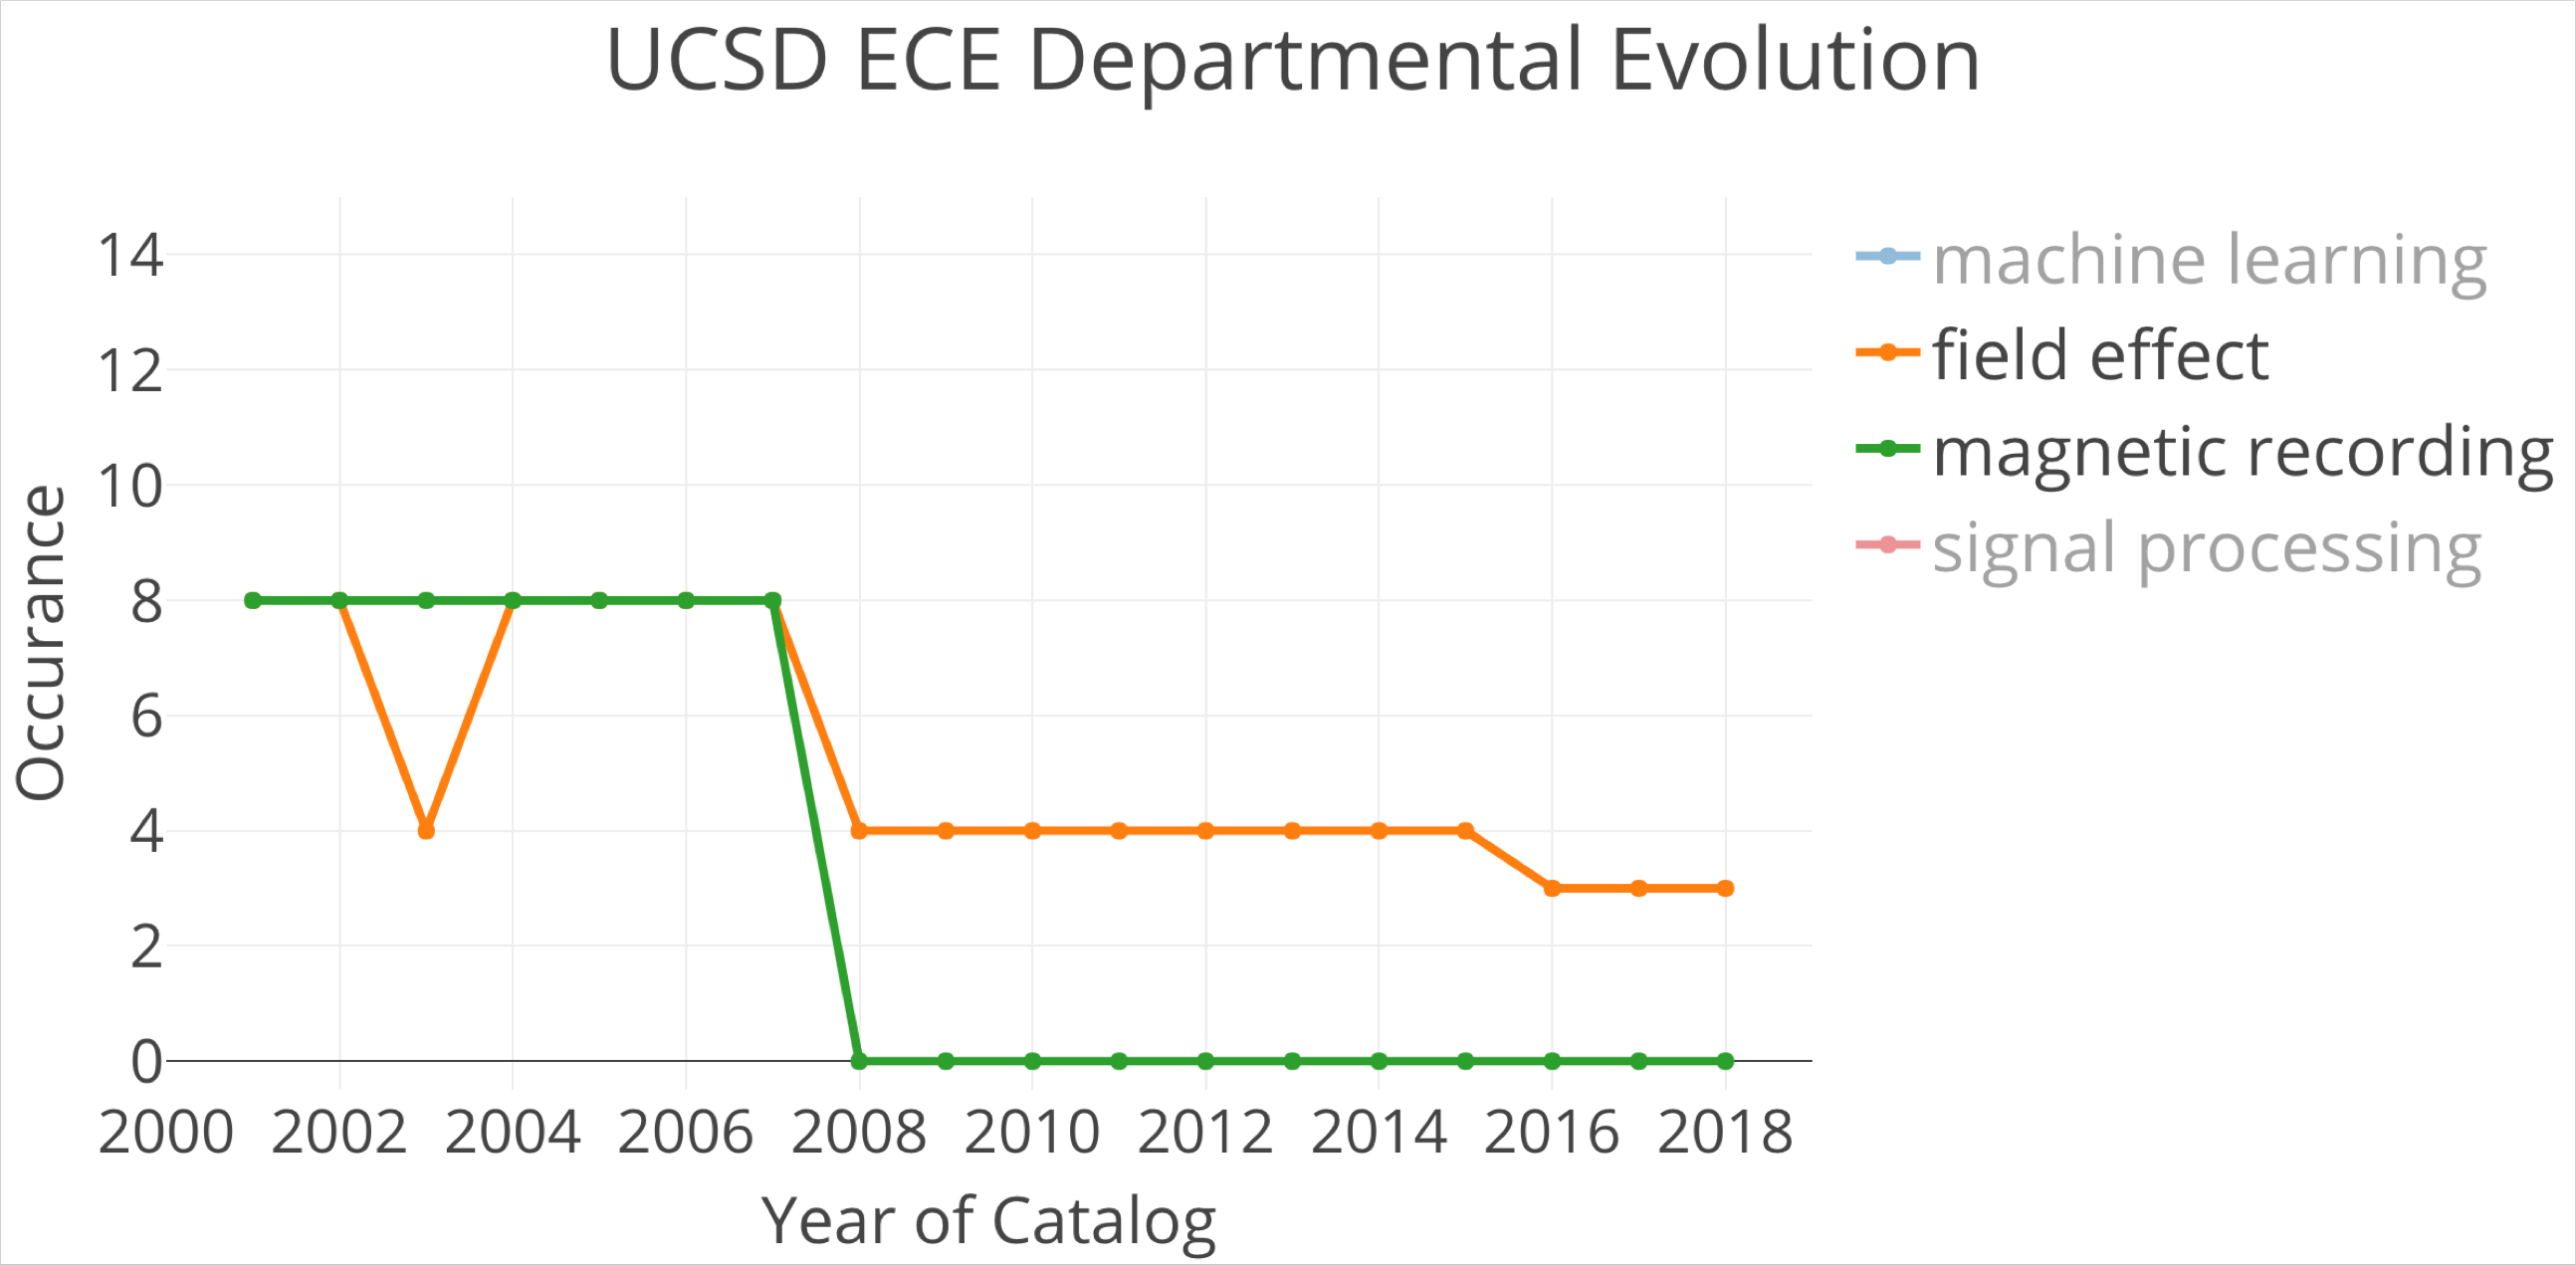 UCSD ECE Departmental Evolution
14
12
10
8
6
4
2
0
Occurance
2000 2002 2004 2006 2008 2010 2012 2014 2016 2018
Year of Catalog
machine learning
field effect
magnetic recording
signal processing